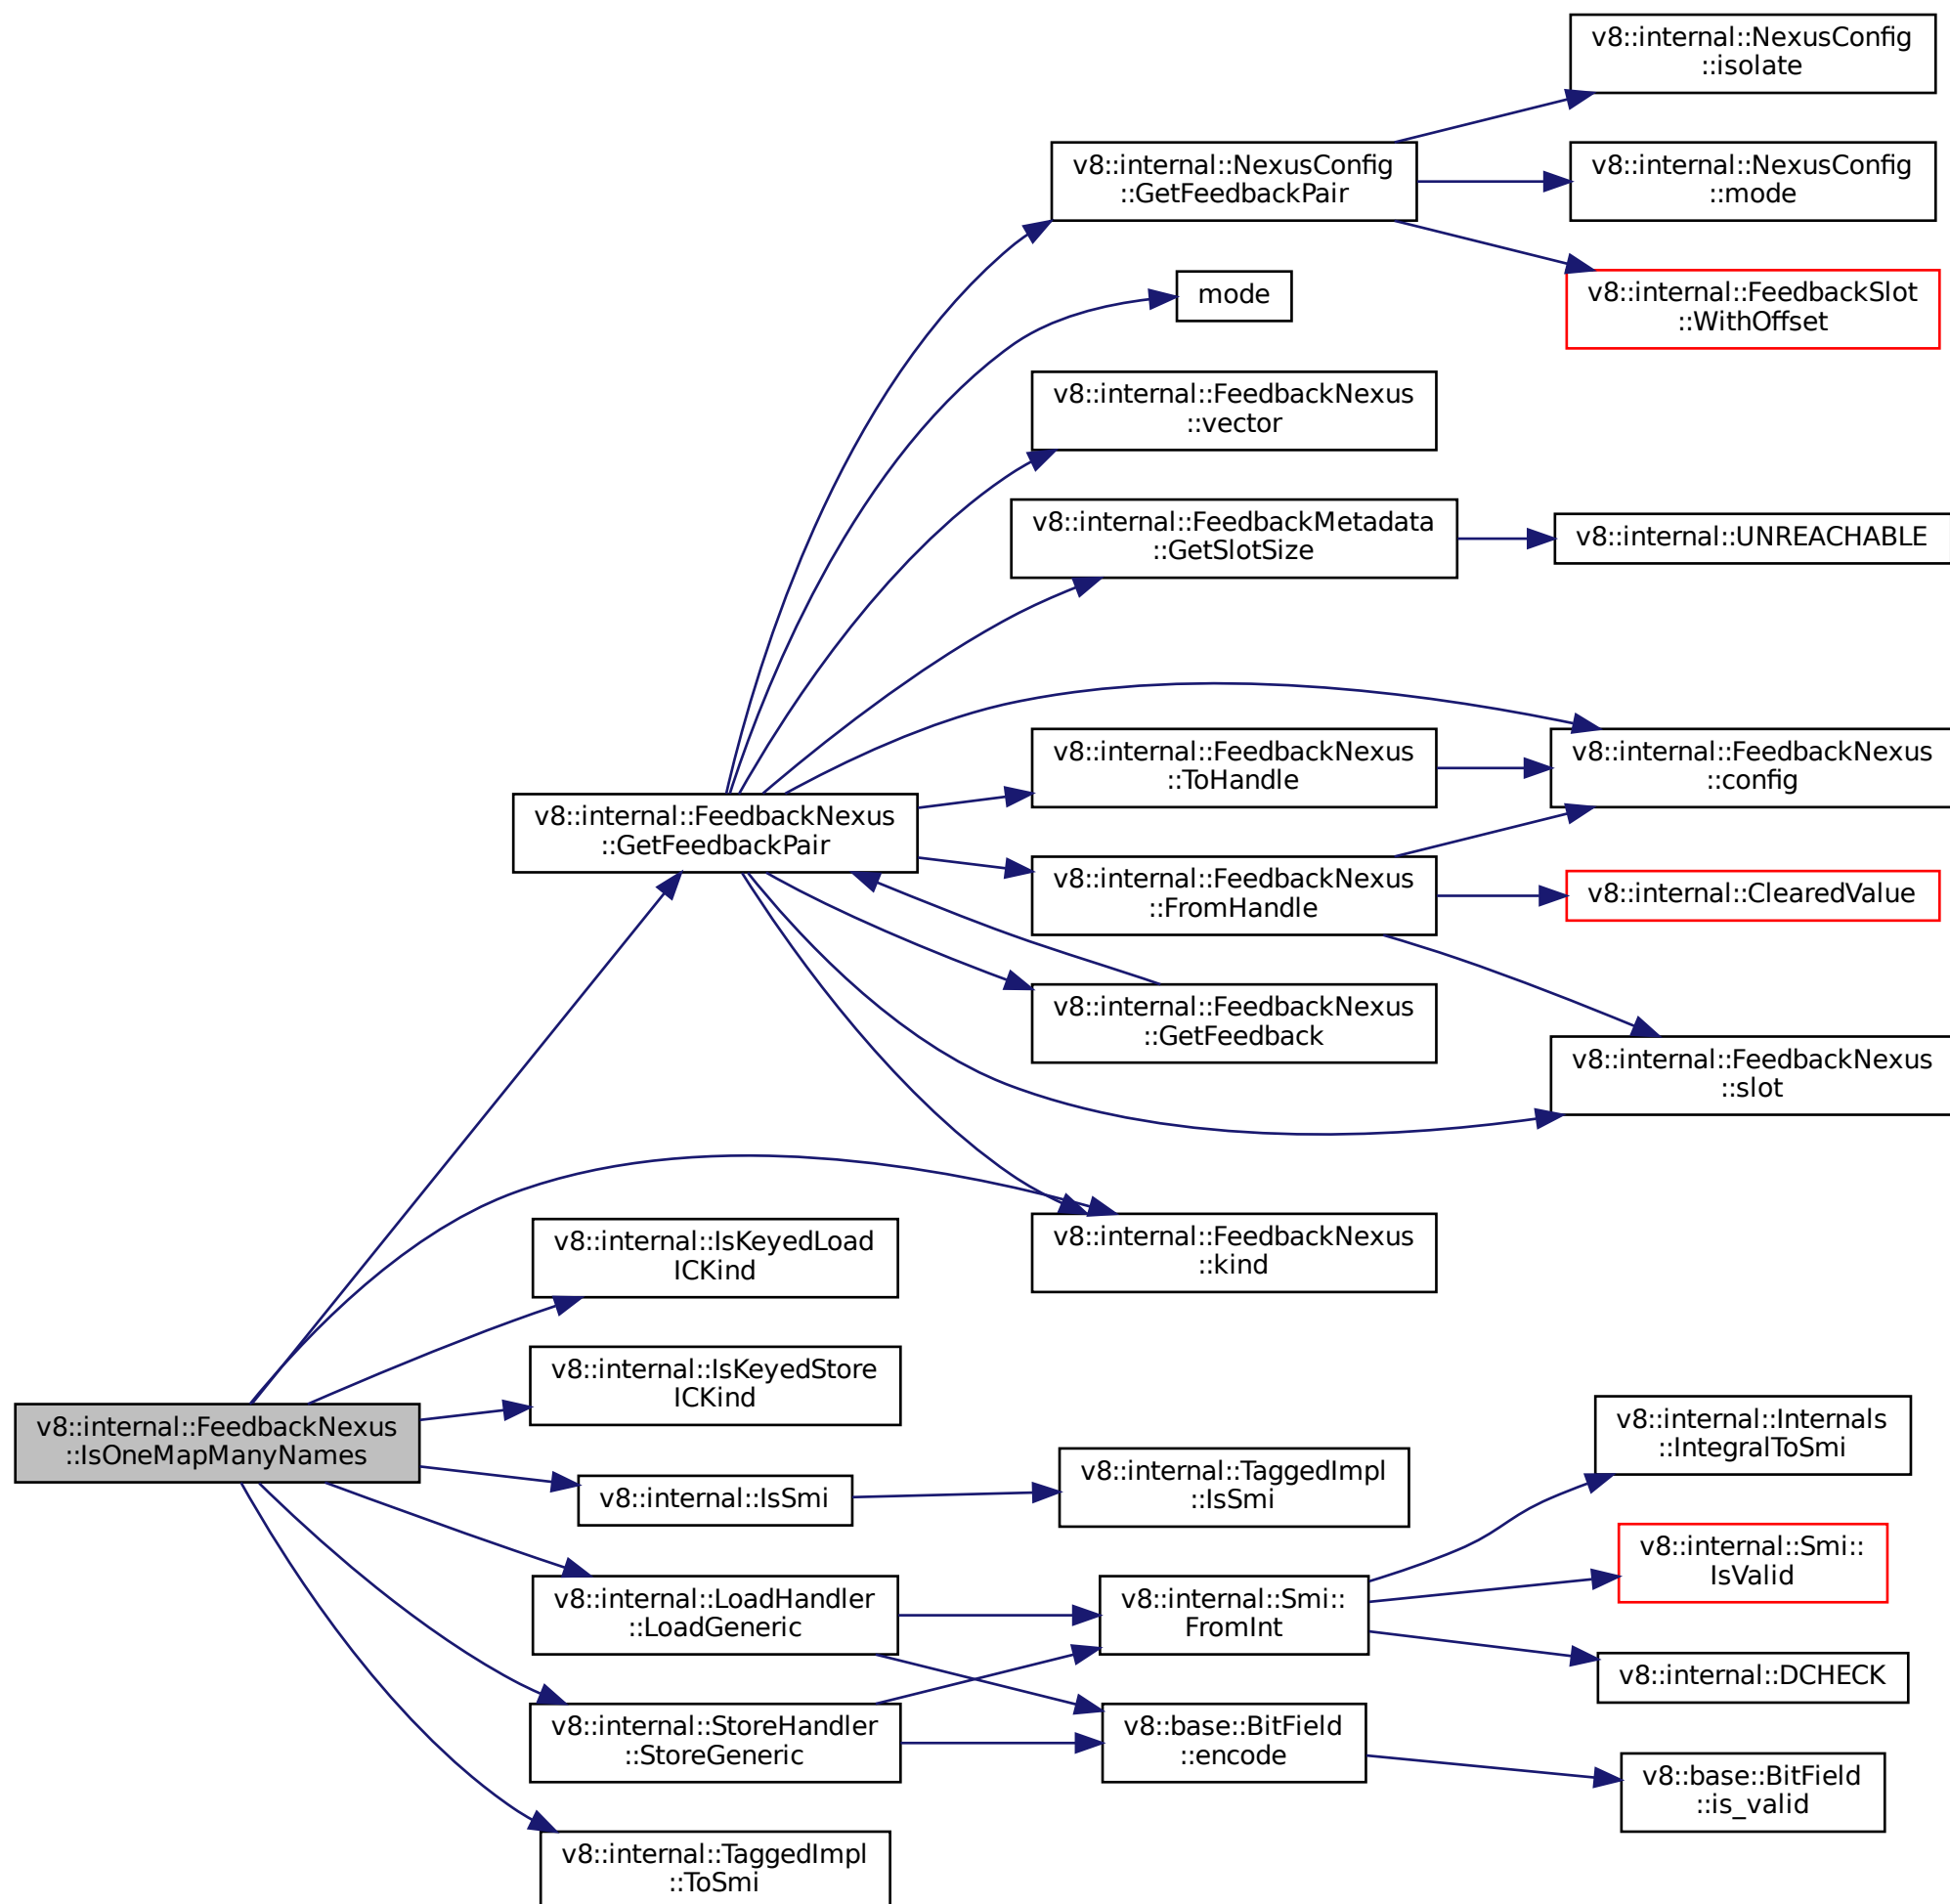 v8::internal::NexusConfig
::isolate
v8::internal::NexusConfig
::GetFeedbackPair
v8::internal::NexusConfig
::mode
v8::internal::FeedbackSlot
::WithOffset
mode
v8::internal::FeedbackNexus
::vector
v8::internal::FeedbackMetadata
::GetSlotSize
v8::internal::UNREACHABLE
v8::internal::FeedbackNexus
::ToHandle
v8::internal::FeedbackNexus
::config
v8::internal::FeedbackNexus
::GetFeedbackPair
v8::internal::FeedbackNexus
::FromHandle
v8::internal::ClearedValue
v8::internal::FeedbackNexus
::GetFeedback
v8::internal::FeedbackNexus
::slot
v8::internal::IsKeyedLoad
ICKind
v8::internal::FeedbackNexus
::kind
v8::internal::IsKeyedStore
ICKind
v8::internal::FeedbackNexus
::IsOneMapManyNames
v8::internal::Internals
::IntegralToSmi
v8::internal::IsSmi
v8::internal::TaggedImpl
::IsSmi
v8::internal::Smi::
IsValid
v8::internal::LoadHandler
::LoadGeneric
v8::internal::Smi::
FromInt
v8::internal::DCHECK
v8::internal::StoreHandler
::StoreGeneric
v8::base::BitField
::encode
v8::base::BitField
::is_valid
v8::internal::TaggedImpl
::ToSmi